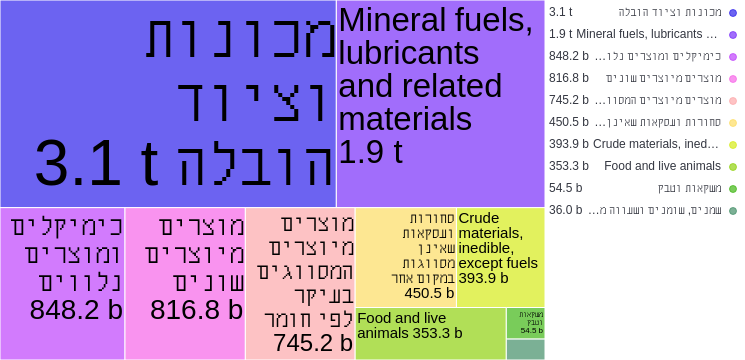 מכונות
וציוד
הובלה 3.1 t
Mineral fuels,
lubricants
and related
materials
1.9 t
כימיקלים
ומוצרים
נלווים
848.2 b
מוצרים
מיוצרים
שונים
816.8 b
מוצרים
מיוצרים
המסווגים
בעיקר
לפי חומר
745.2 b
סחורות
ועסקאות
שאינן
מסווגות
במקום אחר
450.5 b
Crude
materials,
inedible,
except fuels
393.9 b
Food and live
animals 353.3 b
משקאות
וטבק
54.5 b
3.1 t מכונות וציוד הובלה
1.9 t Mineral fuels, lubricants ...
848.2 b כימיקלים ומוצרים נלוו...
816.8 b מוצרים מיוצרים שונים
745.2 b מוצרים מיוצרים המסוו...
450.5 b סחורות ועסקאות שאינן...
393.9 b Crude materials, ined...
353.3 b Food and live animals
54.5 b משקאות וטבק
36.0 b שמנים, שומנים ושעווה מ...